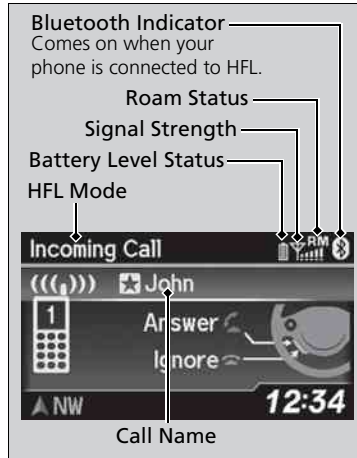 Bluetooth Indicator
Comes on when your
phone is connected to HFL.
Roam Status
Signal Strength
Battery Level Status
HFL Mode
Incoming Call
RM
John
1
Answer
Ignore
NW
12:34
Call Name